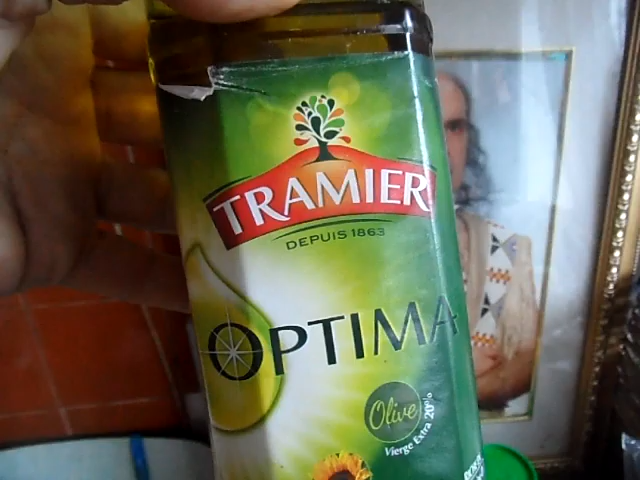 TRAMIER
DEPUIS 1863
OPTIMA
Olive
Vierge Extra 20%